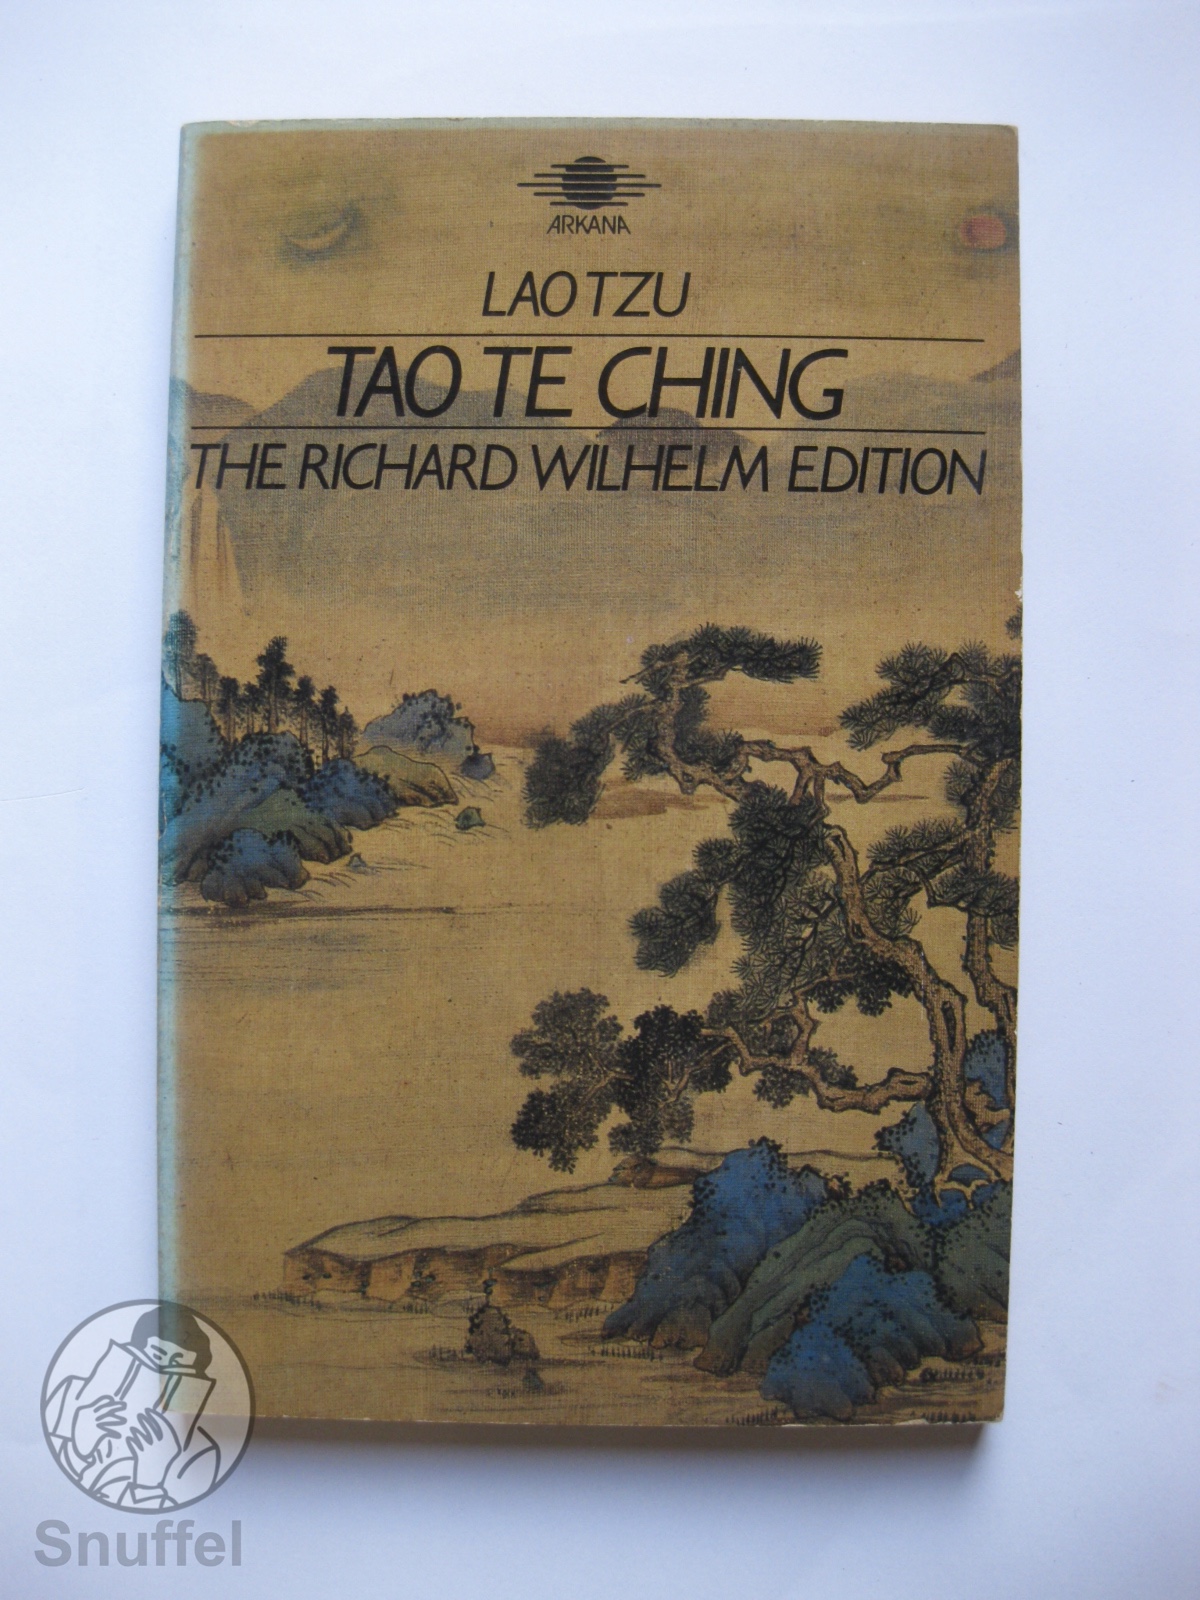 ARKANA
LAO TZU
TAO TE CHING
THE RICHARD WILHELM EDITION
Snuffel